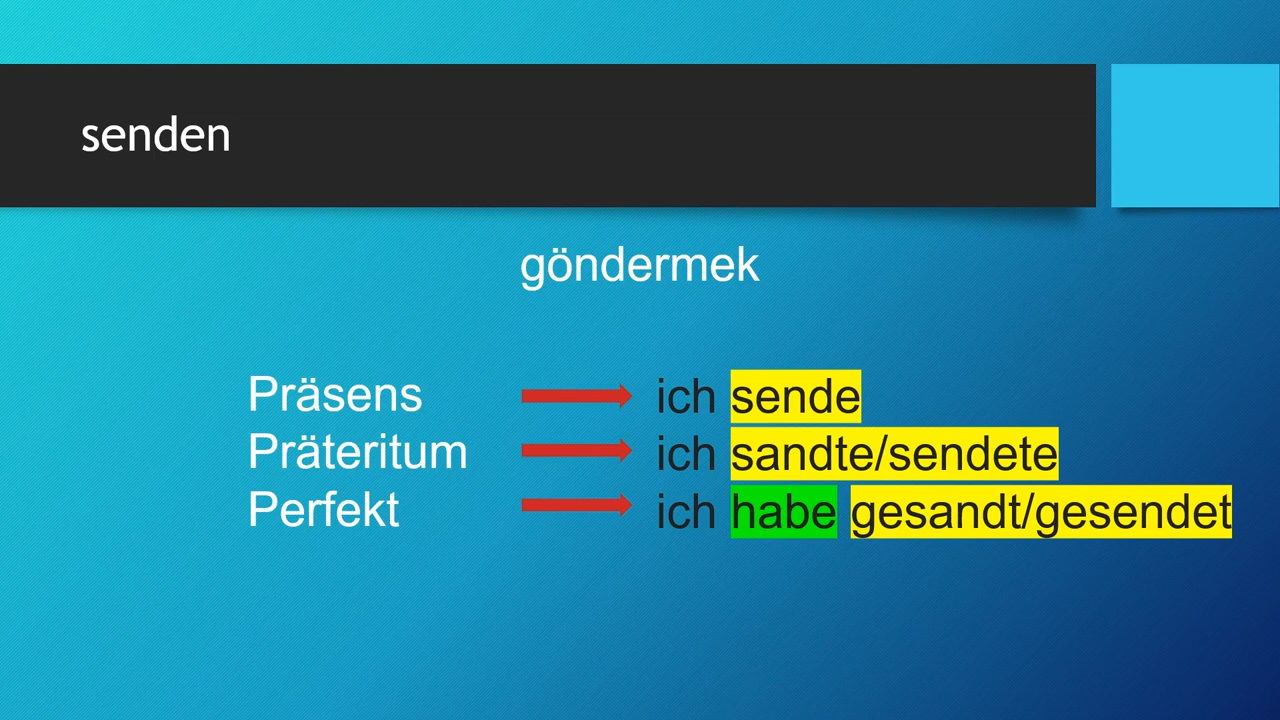 senden
göndermek
Präsens ich sende
Präteritum ich sandte/sendete
Perfekt ich habe gesandt/gesendet